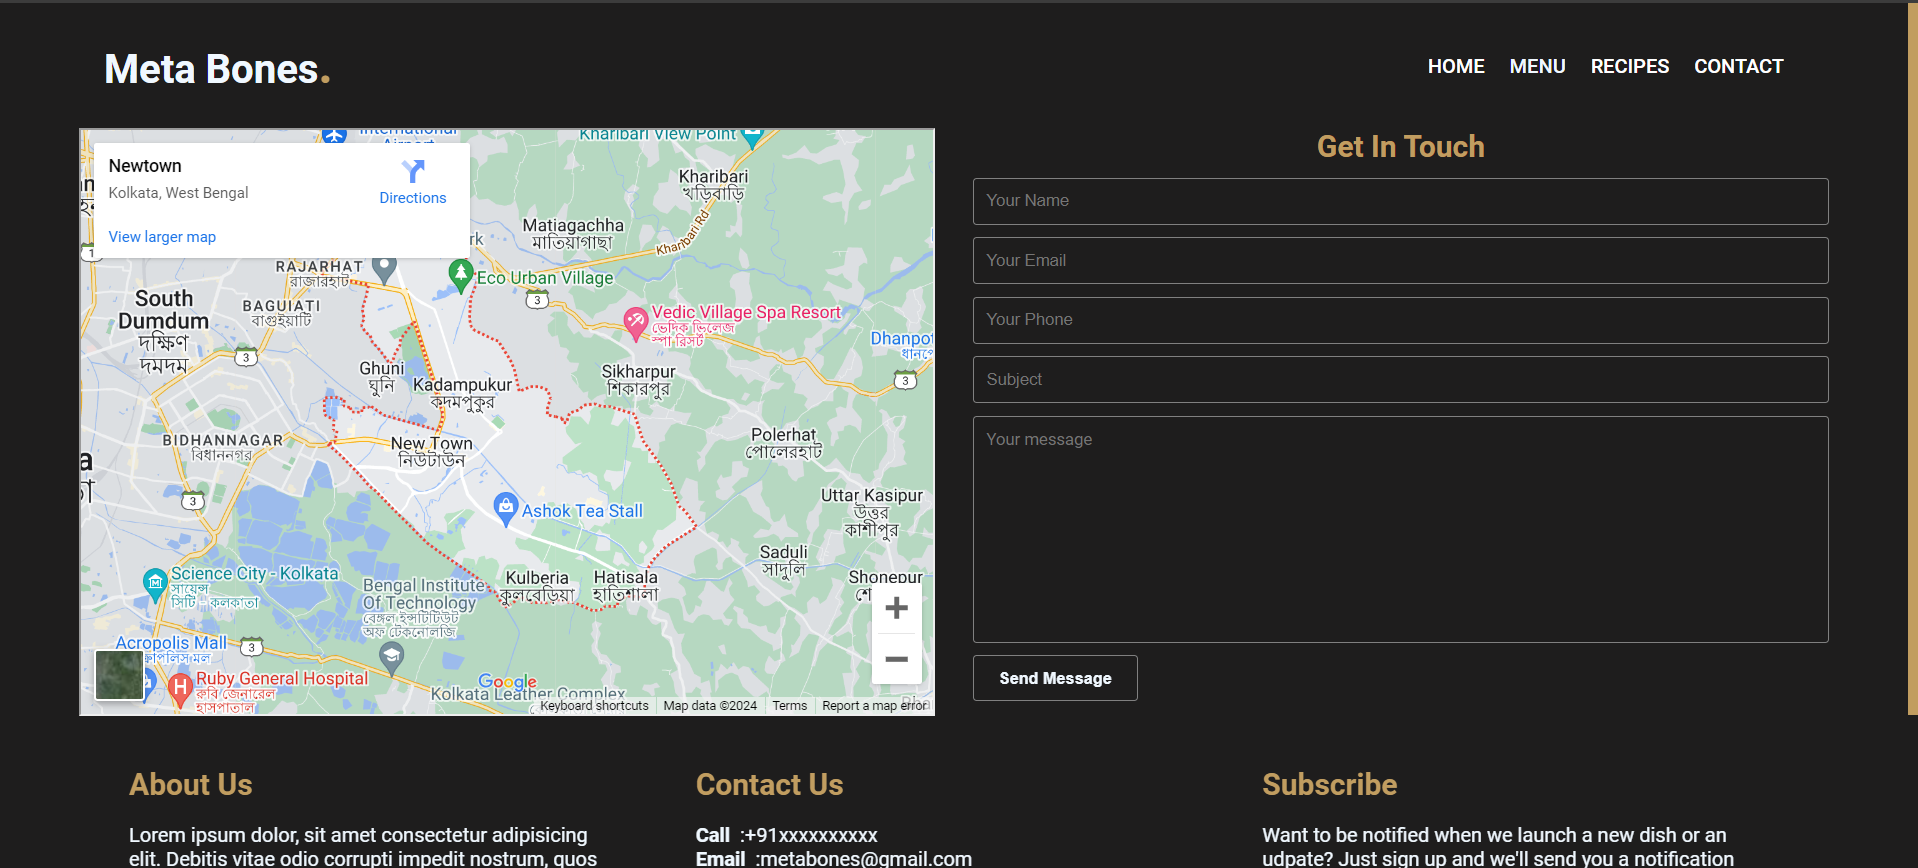 Meta Bones.
HOME MENU RECIPES CONTACT
International
Airport
Kharibari View Point
Newtown
Kolkata, West Bengal
Directions
View larger map
Kharibari
খড়িবাড়ি
Matiagachha
মাতিয়াগাছা
Kharibari Rd
RAJARHAT
রাজারহাট
Eco Urban Village
3
BAGUIATI
বাগুইয়াটি
South
Dumdum
দক্ষিণ
দমদম
3
Vedic Village Spa Resort
ভেদিক ভিলেজ
স্পা রিসর্ট
3
Ghuni
ঘুনি
Kadampukur
কদমপুকুর
Sikharpur
শিকারপুর
BIDHANNAGAR
বিধাননগর
New Town
নিউটাউন
Polerhat
পোলেরহাট
3
Ashok Tea Stall
Uttar Kasipur
উত্তর
কাশীপুর
Saduli
সাদুলি
Science City - Kolkata
সায়েন্স
সিটি - কলকাতা
Bengal Institute
Of Technology
বেঙ্গল ইন্সটিটিউট
অফ টেকনোলজি
Kulberia
কুলবেড়িয়া
Hatisala
হাতিশালা
Shonepur
Acropolis Mall
3
H
Ruby General Hospital
রুবি জেনারেল
হাসপাতাল
Google
Kolkata Leather Complex
Keyboard shortcuts Map data ©2024 Terms Report a map error
Get In Touch
Your Name
Your Email
Your Phone
Subject
Your message
Send Message
About Us
Lorem ipsum dolor, sit amet consectetur adipisicing
elit. Debitis vitae odio corrupti impedit nostrum, quos
Contact Us
Call :+91xxxxxxxxxx
Email :metabones@gmail.com
Subscribe
Want to be notified when we launch a new dish or an
udpate? Just sign up and we'll send you a notification